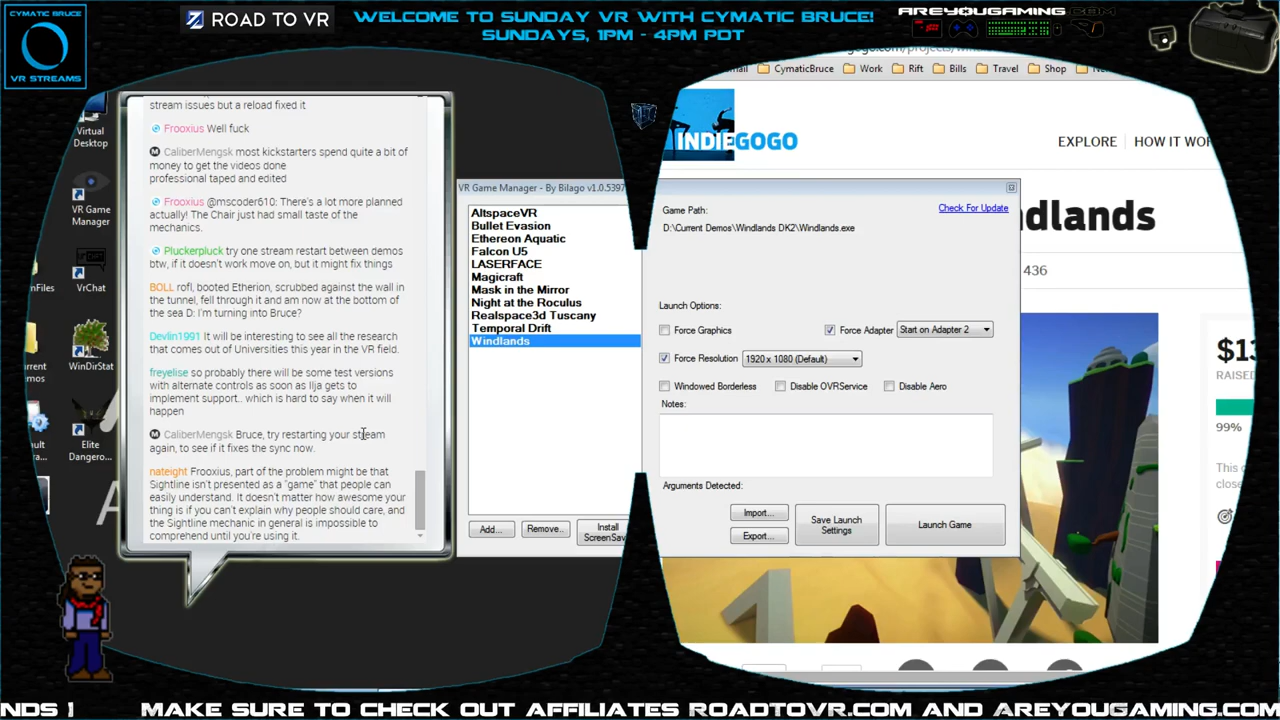 CYMATIC BRUCE
VR STREAMS
ROAD TO VR
WELCOME TO SUNDAY VR WITH CYMATIC BRUCE!
SUNDAYS, 1PM - 4PM PDT
AREYOUGAMING.COM
Virtual
Desktop
VR Game
Manager
VrChat
WinDirStat
Elite
Dangero...
stream issues but a reload fixed it
Frooxius Well fuck
CaliberMengsk most kickstarters spend quite a bit of
money to get the videos done
professional taped and edited
Frooxius @mscoder610: There's a lot more planned
actually! The Chair just had small taste of the
mechanics.
Pluckerpluck try one stream restart between demos
btw, if it doesn't work move on, but it might fix things
BOLL rofl, booted Etherion, scrubbed against the wall in
the tunnel, fell through it and am now at the bottom of
the sea D: I'm turning into Bruce?
Devlin1991 It will be interesting to see all the research
that comes out of Universities this year in the VR field.
freyelise so probably there will be some test versions
with alternate controls as soon as Ilja gets to
implement support.. which is hard to say when it will
happen
CaliberMengsk Bruce, try restarting your stream
again, to see if it fixes the sync now.
nateight Frooxius, part of the problem might be that
Sightline isn't presented as a "game" that people can
easily understand. It doesn't matter how awesome your
thing is if you can't explain why people should care, and
the Sightline mechanic in general is impossible to
comprehend until you're using it.
VR Game Manager - By Bilago v1.0.5397
AltspaceVR
Bullet Evasion
Ethereon Aquatic
Falcon U5
LASERFACE
Magicraft
Mask in the Mirror
Night at the Roculus
Realspace3d Tuscany
Temporal Drift
Windlands
Add...
Remove..
Install
ScreenSav
Game Path:
Check For Update
D:\Current Demos\Windlands DK2\Windlands.exe
Launch Options:
Force Graphics
Force Adapter
Start on Adapter 2
Force Resolution
1920 x 1080 (Default)
Windowed Borderless
Disable OVRService
Disable Aero
Notes:
Arguments Detected:
Import...
Export...
Save Launch
Settings
Launch Game
CymaticBruce
Work
Rift
Bills
Travel
Shop
INDIEGOGO
EXPLORE
HOW IT WOR
ndlands
436
$13
RAISED
99%
This c
NDS !
MAKE SURE TO CHECK OUT AFFILIATES ROADTOVR.COM AND AREYOUGAMING.COM